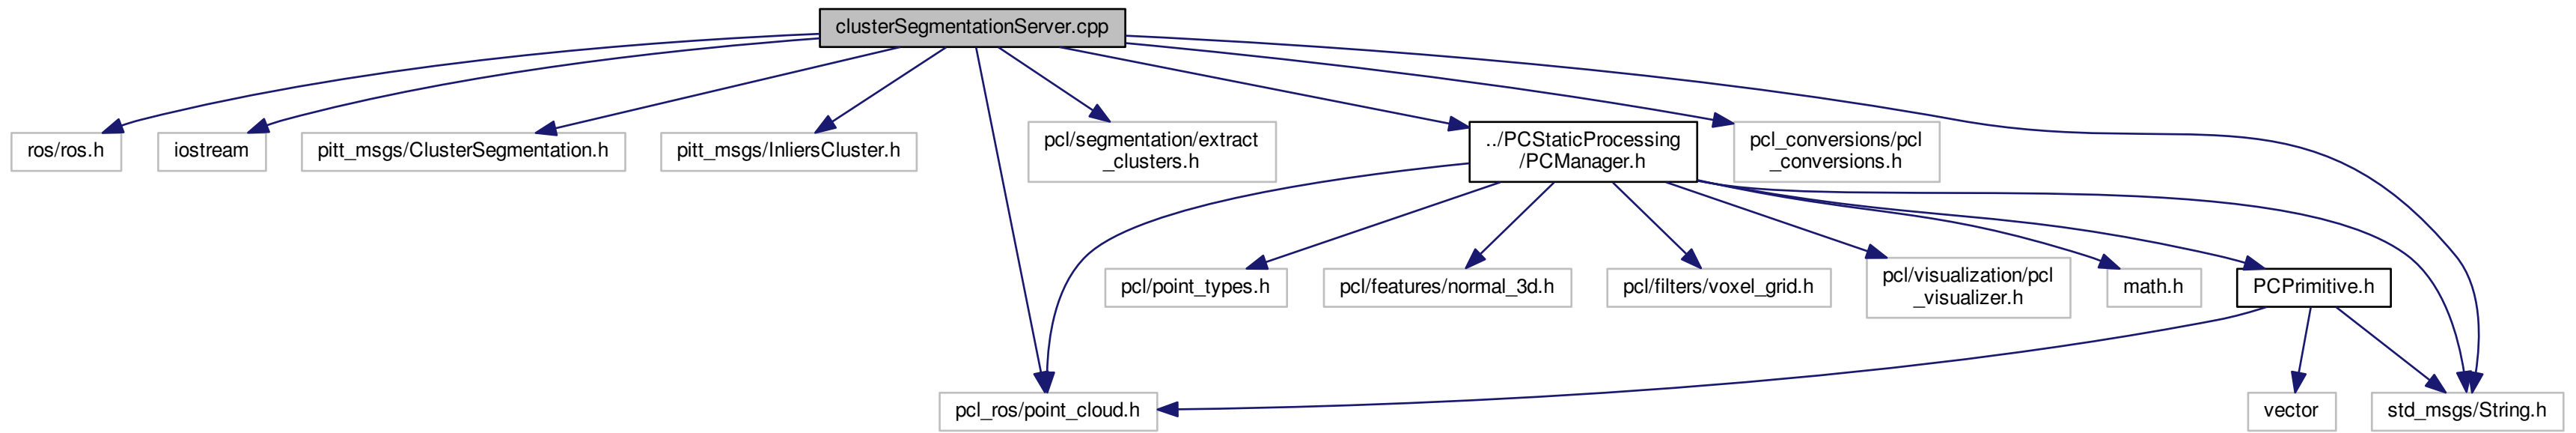 clusterSegmentationServer.cpp
ros/ros.h
iostream
pitt_msgs/ClusterSegmentation.h
pitt_msgs/InliersCluster.h
pcl/segmentation/extract
_clusters.h
../PCStaticProcessing
/PCManager.h
pcl_conversions/pcl
_conversions.h
pcl/point_types.h
pcl/features/normal_3d.h
pcl/filters/voxel_grid.h
pcl/visualization/pcl
_visualizer.h
math.h
PCPrimitive.h
pcl_ros/point_cloud.h
vector
std_msgs/String.h